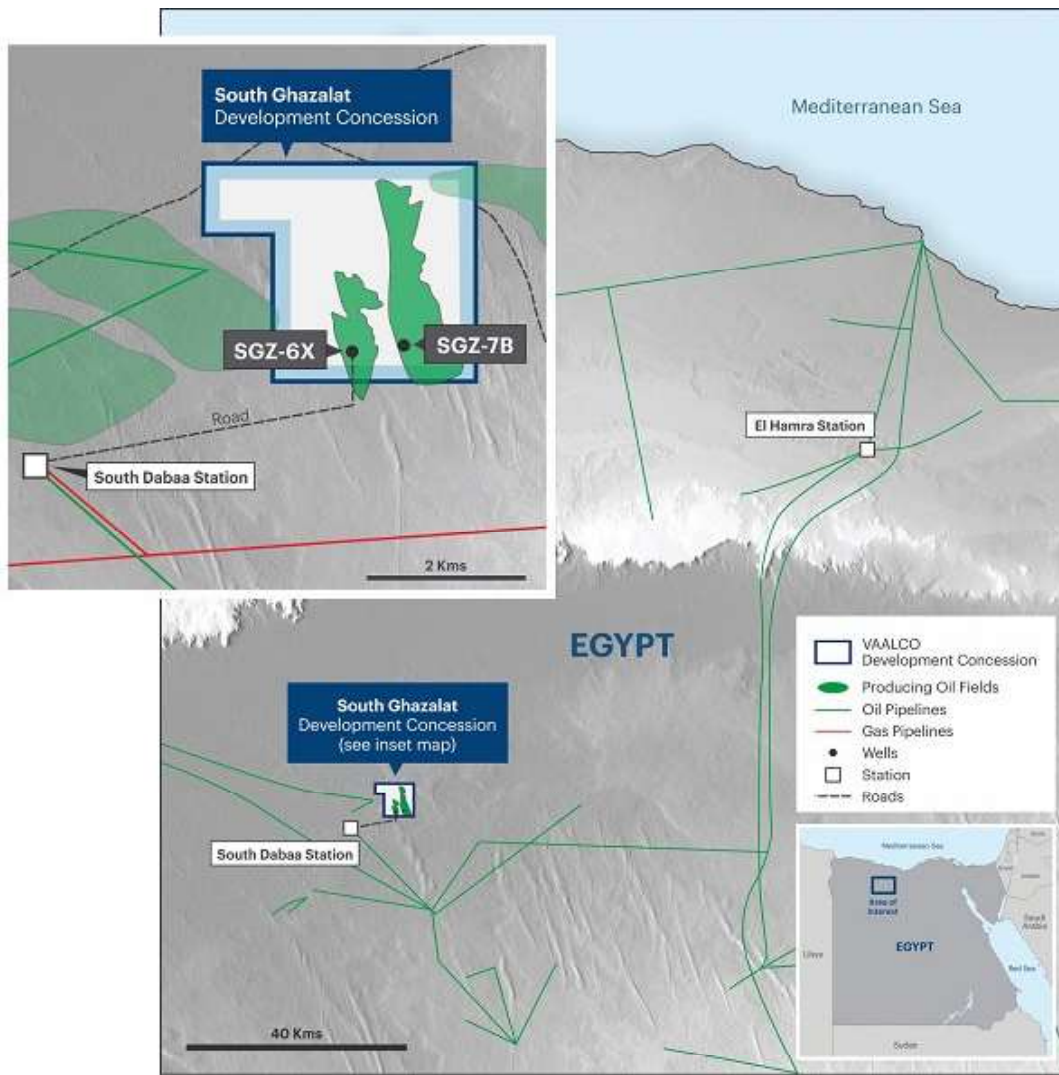 South Ghazalat
Development Concession
Mediterranean Sea
SGZ-6X
SGZ-7B
Road
South Dabaa Station
2 Kms
El Hamra Station
EGYPT
South Ghazalat
Development Concession
(see inset map)
South Dabaa Station
40 Kms
VAALCO
Development Concession
Producing Oil Fields
Oil Pipelines
Gas Pipelines
Wells
Station
Roads
Mediterranean Sea
Area of
Interest
EGYPT
Libya
Saudi
Arabia
Red Sea
Sudan